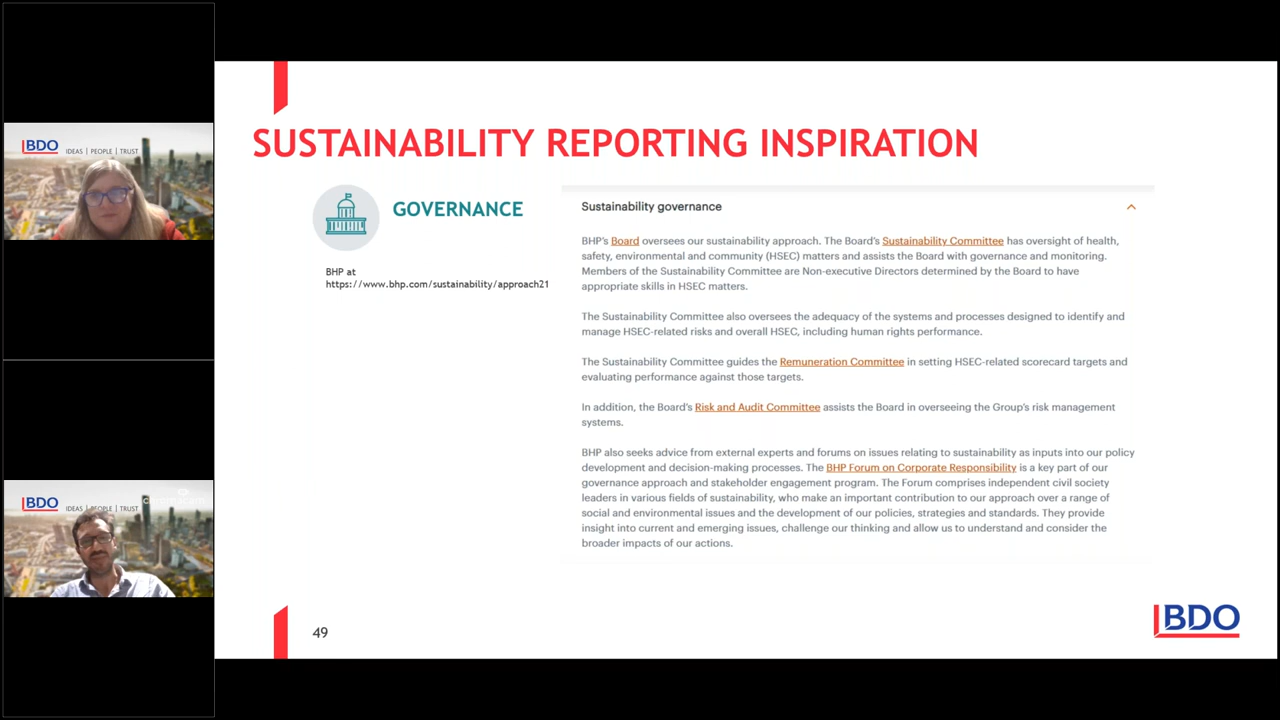 BDO
IDEAS | PEOPLE | TRUST
BDO
IDEAS | PEOPLE | TRUST
SUSTAINABILITY REPORTING INSPIRATION
GOVERNANCE
BHP at
https://www.bhp.com/sustainability/approach21
Sustainability governance
BHP's Board oversees our sustainability approach. The Board's Sustainability Committee has oversight of health,
safety, environmental and community (HSEC) matters and assists the Board with governance and monitoring.
Members of the Sustainability Committee are Non-executive Directors determined by the Board to have
appropriate skills in HSEC matters.
The Sustainability Committee also oversees the adequacy of the systems and processes designed to identify and
manage HSEC-related risks and overall HSEC, including human rights performance.
The Sustainability Committee guides the Remuneration Committee in setting HSEC-related scorecard targets and
evaluating performance against those targets.
In addition, the Board's Risk and Audit Committee assists the Board in overseeing the Group's risk management
systems.
BHP also seeks advice from external experts and forums on issues relating to sustainability as inputs into our policy
development and decision-making processes. The BHP Forum on Corporate Responsibility is a key part of our
governance approach and stakeholder engagement program. The Forum comprises independent civil society
leaders in various fields of sustainability, who make an important contribution to our approach over a range of
social and environmental issues and the development of our policies, strategies and standards. They provide
insight into current and emerging issues, challenge our thinking and allow us to understand and consider the
broader impacts of our actions.
49
BDO